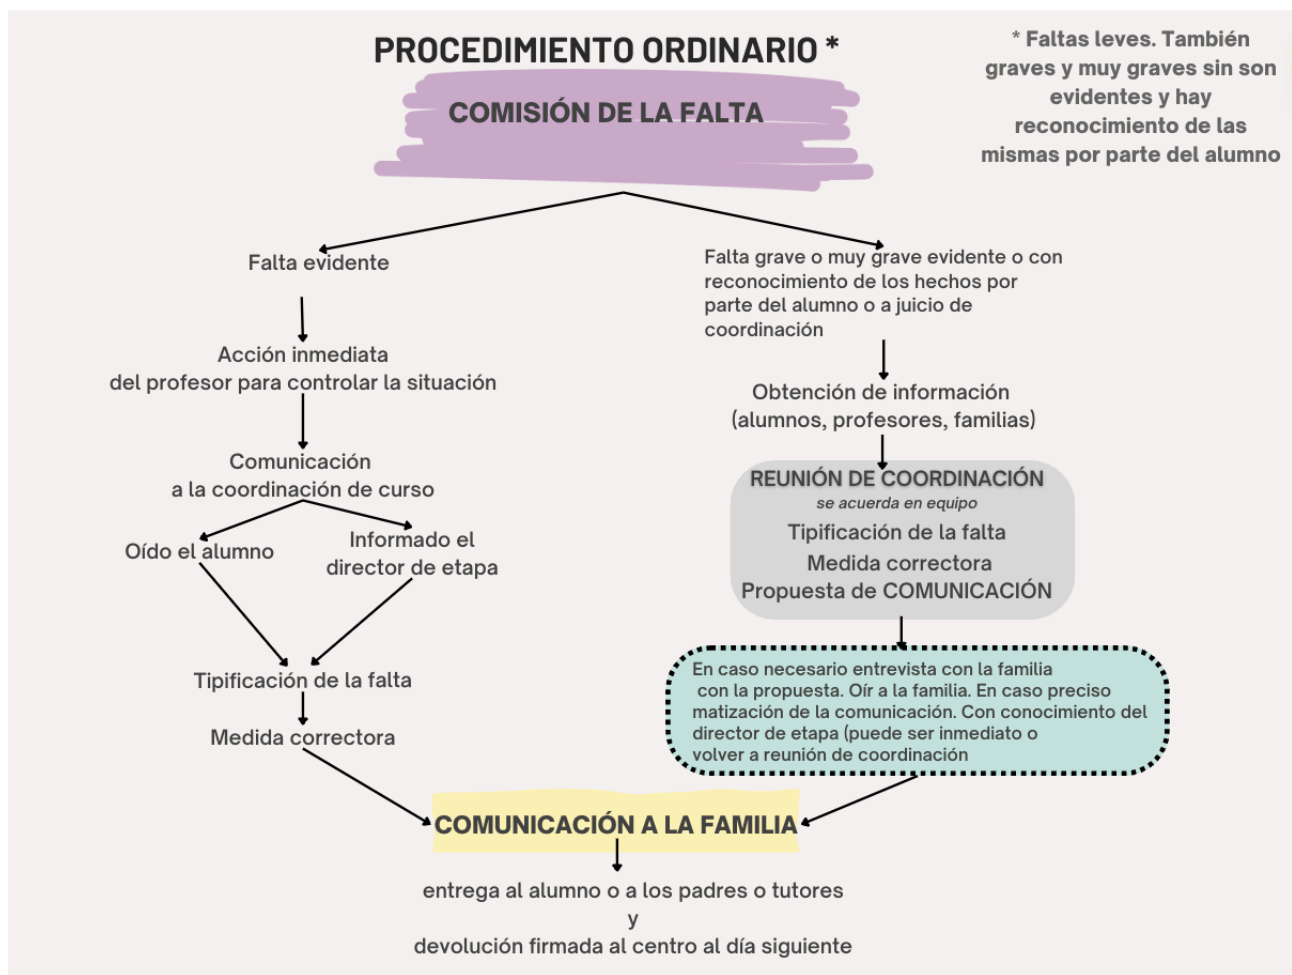 PROCEDIMIENTO ORDINARIO *
* Faltas leves. También
graves y muy graves sin son
evidentes y hay
reconocimiento de las
mismas por parte del alumno
COMISIÓN DE LA FALTA
Falta evidente
Acción inmediata
del profesor para controlar la situación
Comunicación
a la coordinación de curso
Oído el alumno
Informado el
director de etapa
Tipificación de la falta
Medida correctora
Falta grave o muy grave evidente o con
reconocimiento de los hechos por
parte del alumno o a juicio de
coordinación
Obtención de información
(alumnos, profesores, familias)
REUNIÓN DE COORDINACIÓN
se acuerda en equipo
Tipificación de la falta
Medida correctora
Propuesta de COMUNICACIÓN
En caso necesario entrevista con la familia
con la propuesta. Oír a la familia. En caso preciso
matización de la comunicación. Con conocimiento del
director de etapa (puede ser inmediato o
volver a reunión de coordinación
COMUNICACIÓN A LA FAMILIA
entrega al alumno o a los padres o tutores
y
devolución firmada al centro al día siguiente